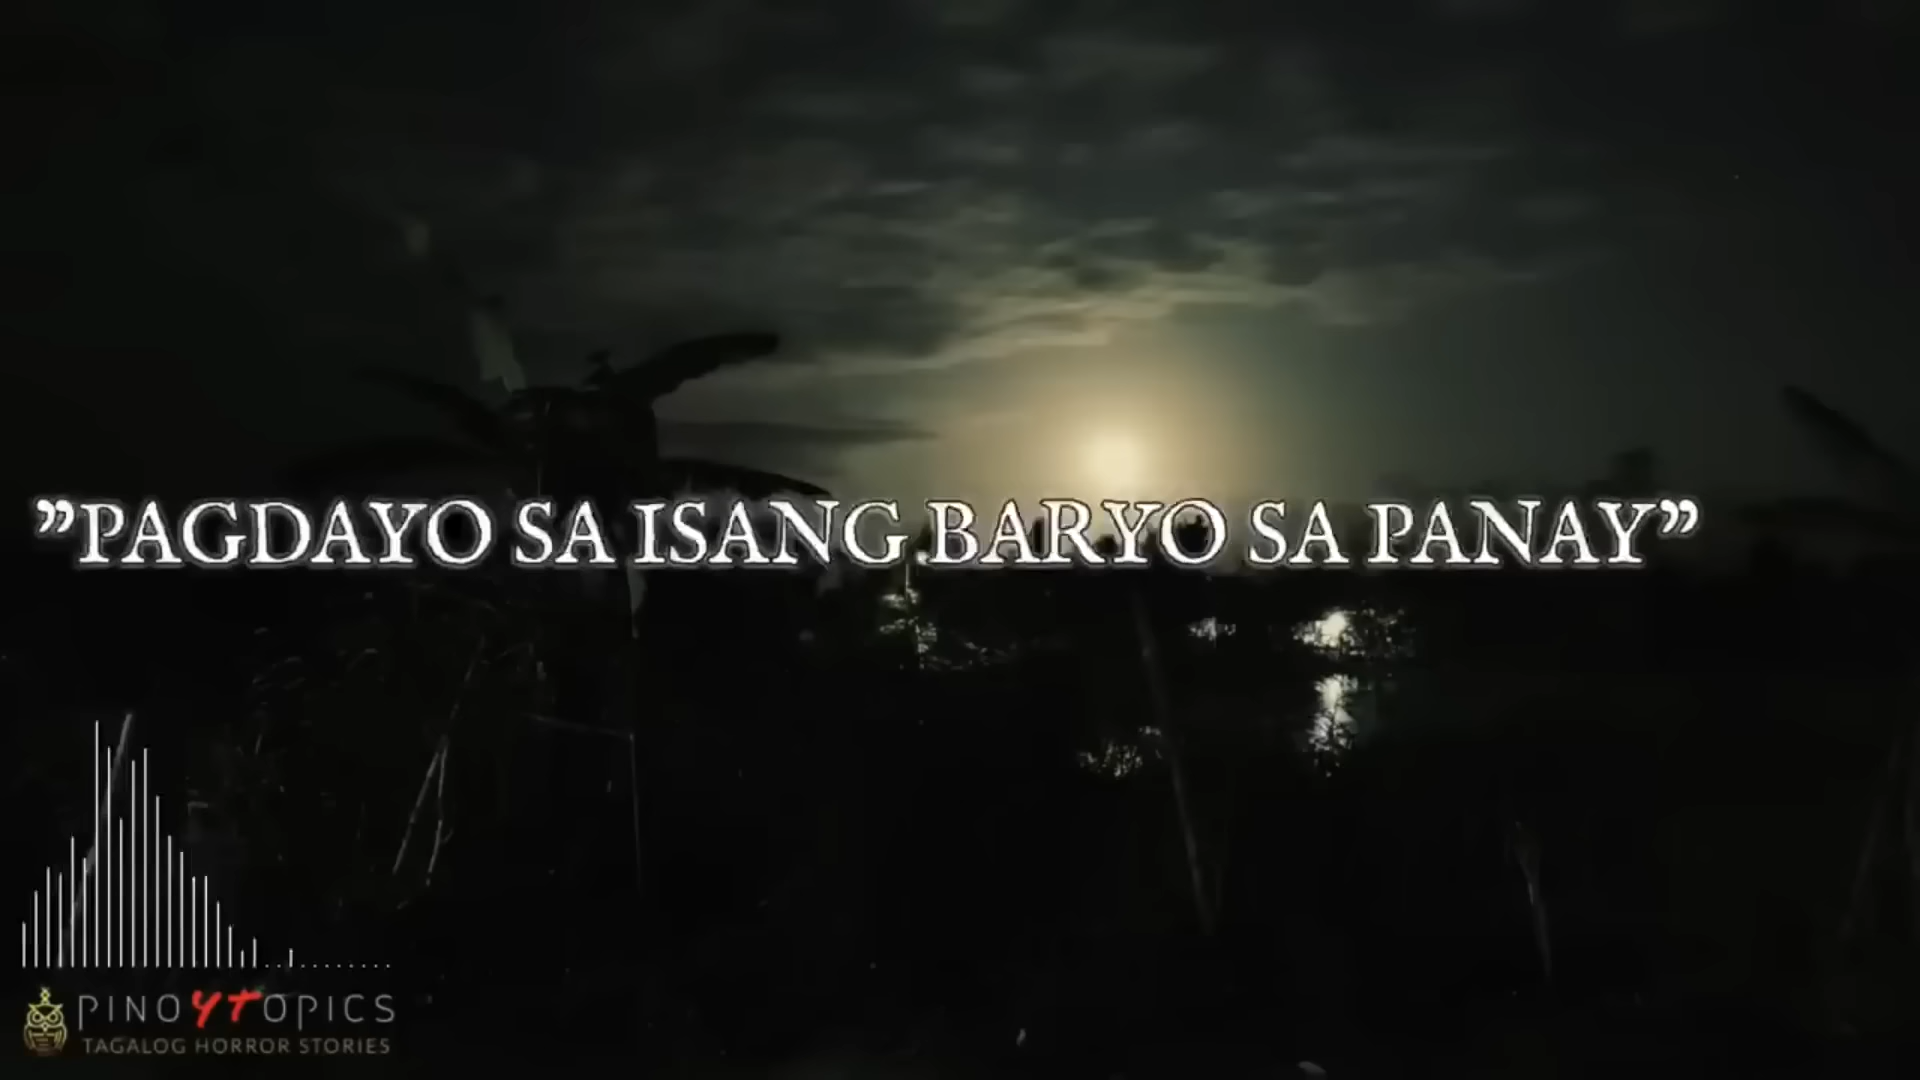 ”PAGDAYO SA ISANG BARYO SA PANAY”
PINOYTOPICS
TAGALOG HORROR STORIES